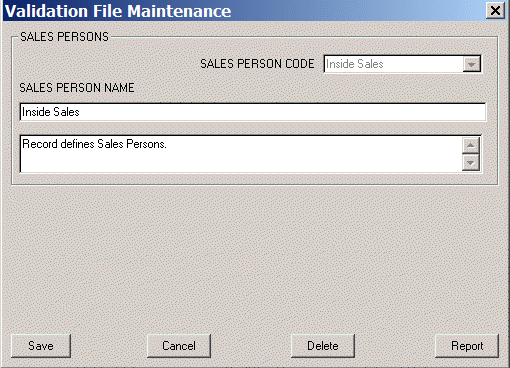 Validation File Maintenance
SALES PERSONS
SALES PERSON CODE Inside Sales
SALES PERSON NAME
Inside Sales
Record defines Sales Persons.
Save Cancel Delete Report